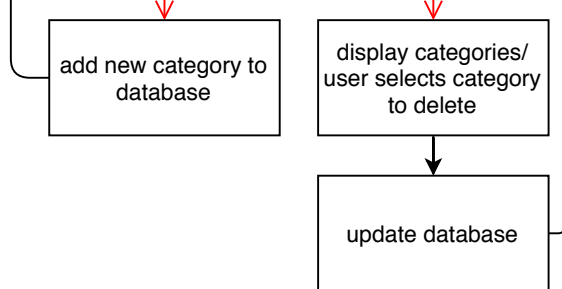 add new category to
database
display categories/
user selects category
to delete
update database